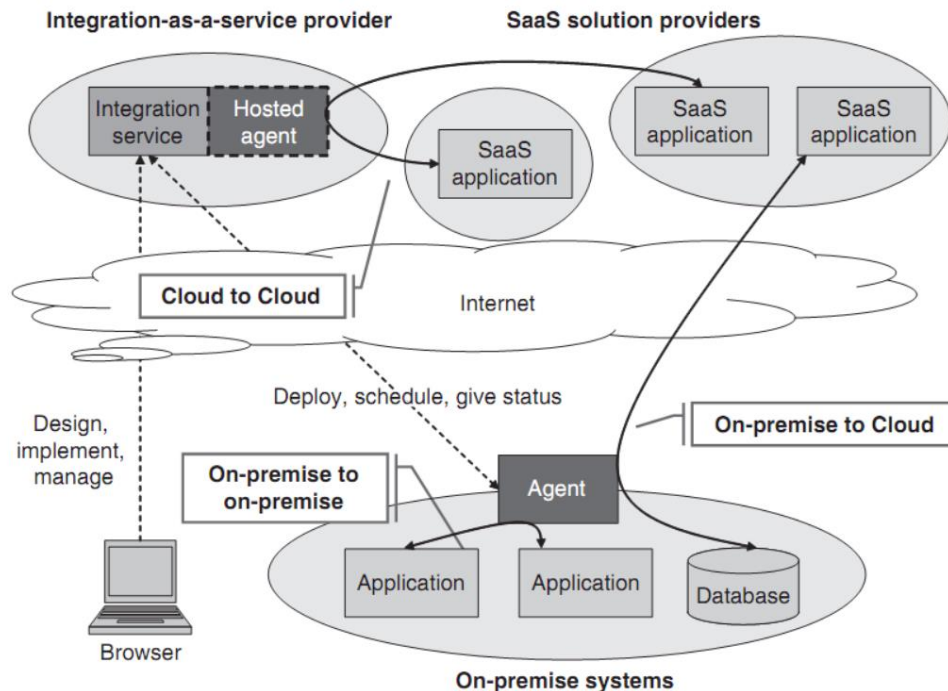 Integration-as-a-service provider
SaaS solution providers
Integration
service
Hosted
agent
SaaS
application
SaaS
application
SaaS
application
Cloud to Cloud
Internet
Deploy, schedule, give status
Design,
implement,
manage
On-premise to Cloud
On-premise to
on-premise
Agent
Application
Application
Database
Browser
On-premise systems